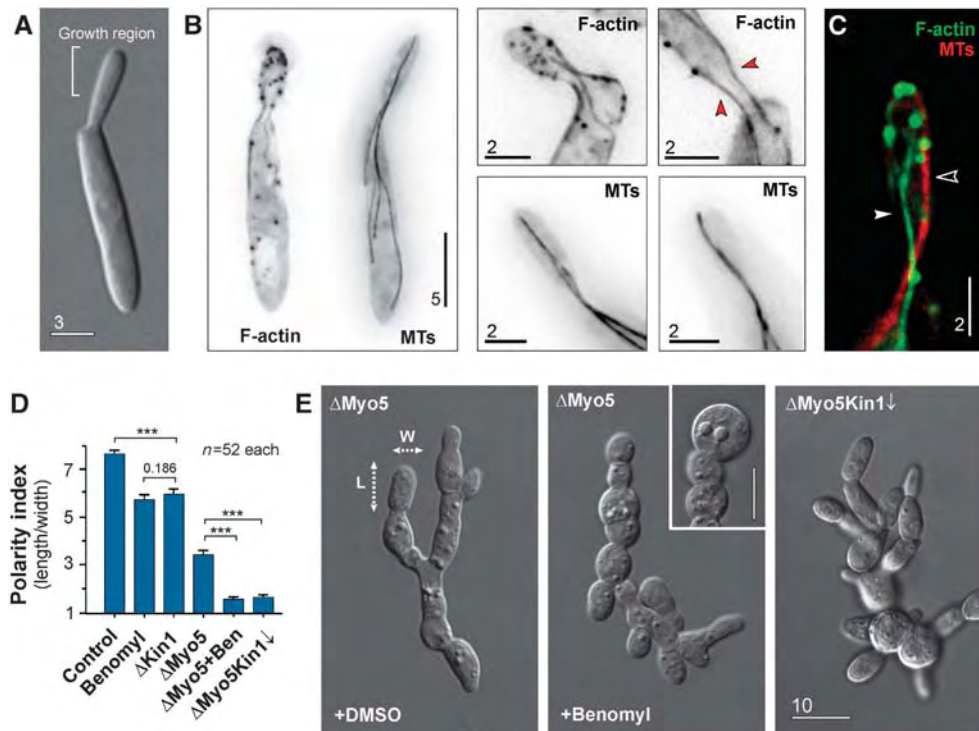 A
Growth region
3
B
F-actin
MTs
5
F-actin
2
F-actin
2
MTs
2
MTs
2
C
F-actin
MTs
2
D
Polarity index
(length/width)
7
5
3
1
***
0.186
n=52 each
***
***
Control
Benomyl
ΔKin1
ΔMyo5
ΔMyo5+Ben
ΔMyo5Kin1↓
E
ΔMyo5
W
L
+DMSO
ΔMyo5
+Benomyl
ΔMyo5Kin1↓
10